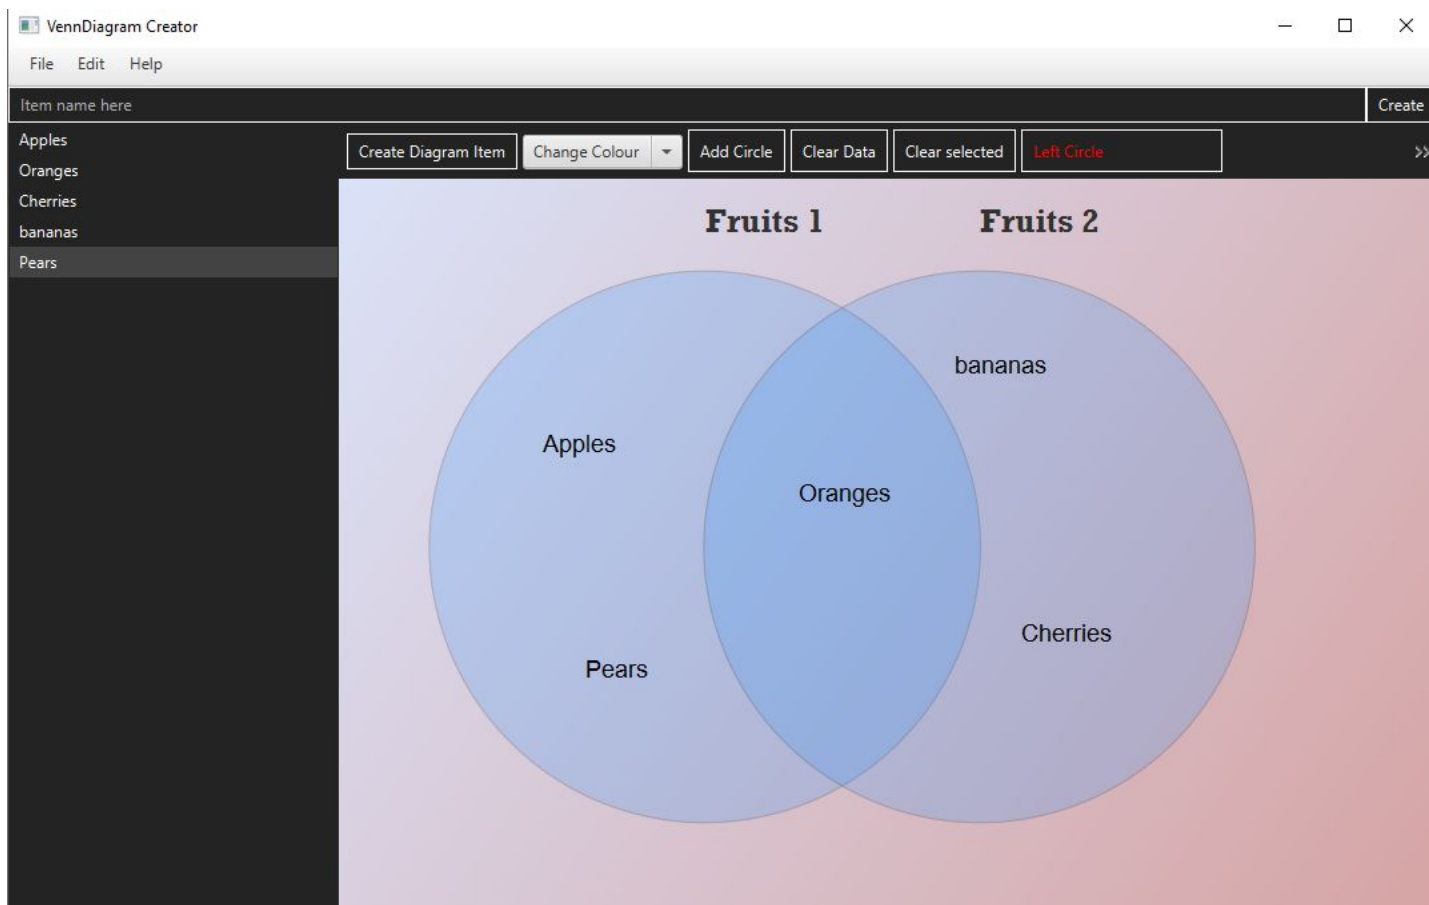 VennDiagram Creator
File Edit Help
Item name here Create
Apples
Oranges
Cherries
bananas
Pears
Create Diagram Item Change Colour Add Circle Clear Data Clear selected Left Circle >>
Fruits 1 Fruits 2
bananas
Apples
Oranges
Cherries
Pears